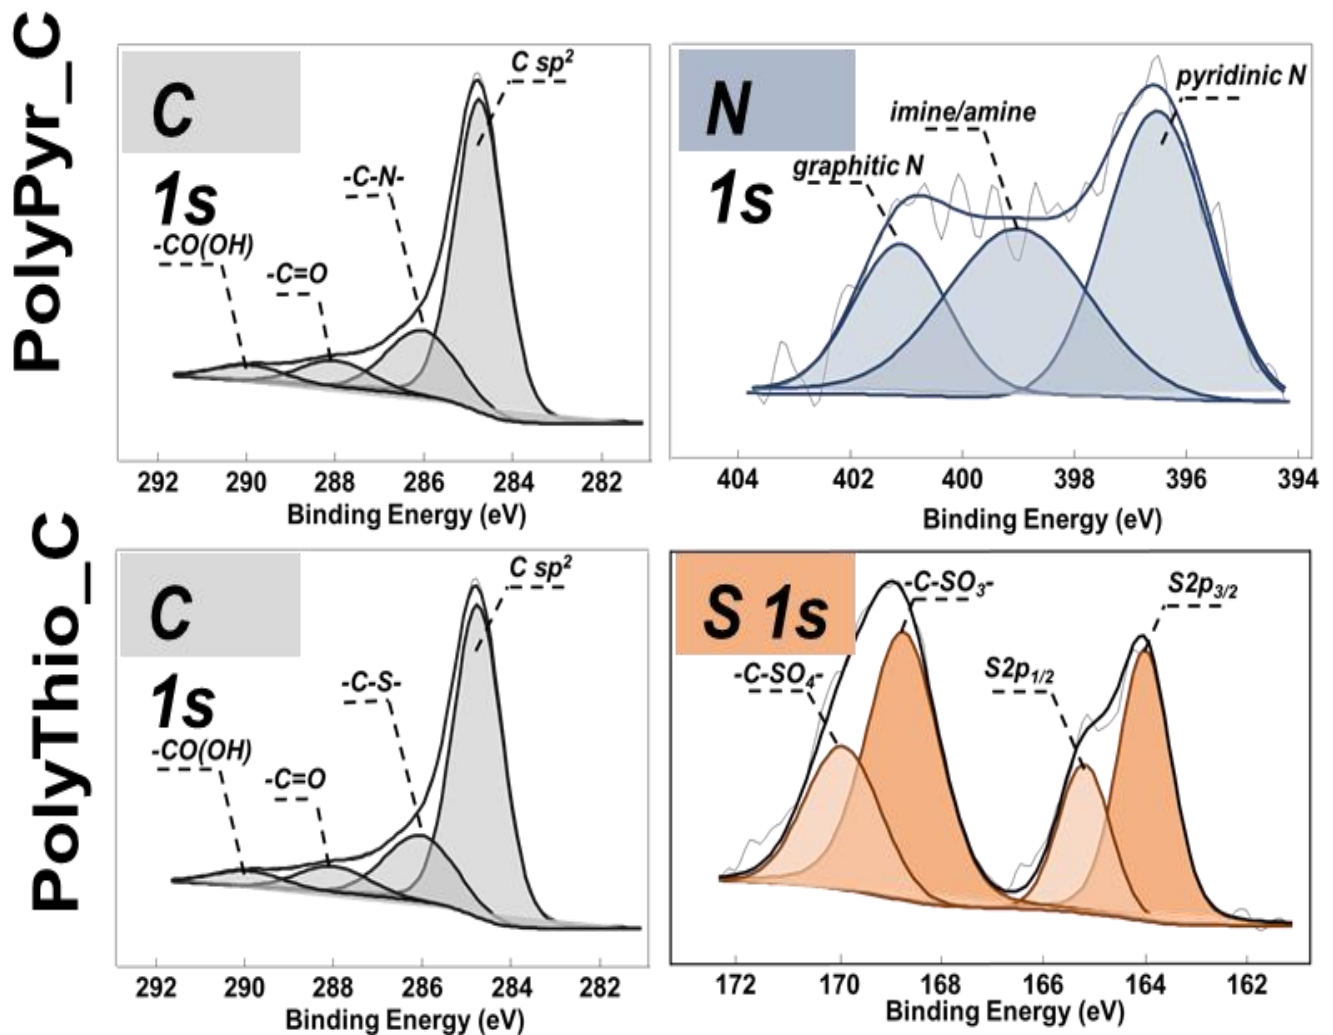 PolyPyr_C
C
1s
C sp²
-C-N-
-C=O
-CO(OH)
292 290 288 286 284 282
Binding Energy (eV)
N
1s
graphitic N
imine/amine
pyridinic N
404 402 400 398 396 394
Binding Energy (eV)
PolyThio_C
C
1s
C sp²
-C-S-
-C=O
-CO(OH)
292 290 288 286 284 282
Binding Energy (eV)
S 1s
-C-SO₄-
-C-SO₃-
S2p₁/₂
S2p₃/₂
172 170 168 166 164 162
Binding Energy (eV)